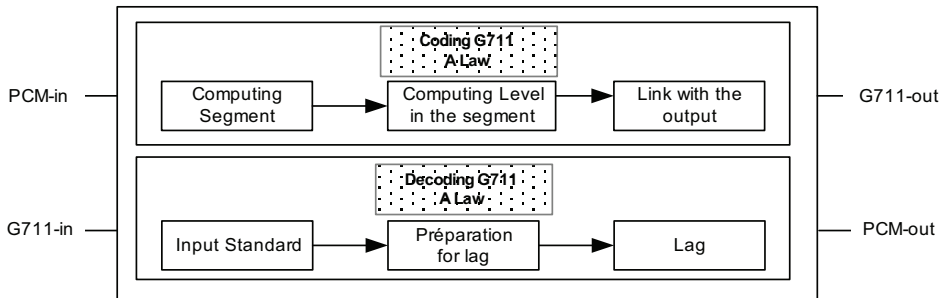 Coding G711
A Law
PCM-in
Computing
Segment
Computing Level
in the segment
Link with the
output
G711-out
Decoding G711
A Law
G711-in
Input Standard
Préparation
for lag
Lag
PCM-out